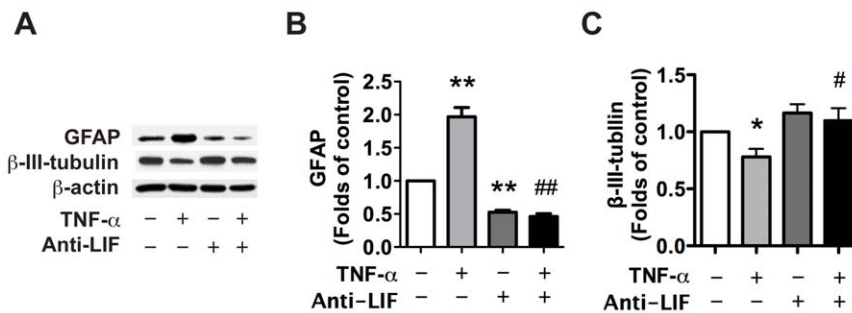 A
GFAP
β-III-tubulin
β-actin
TNF-α − + − +
Anti-LIF − − + +
B
GFAP
(Folds of control)
2.5
2.0
1.5
1.0
0.5
0.0
**
**
##
TNF-α − + − +
Anti-LIF − − + +
C
β-III-tubllin
(Folds of control)
1.5
1.0
0.5
0.0
*
#
TNF-α − + − +
Anti-LIF − − + +